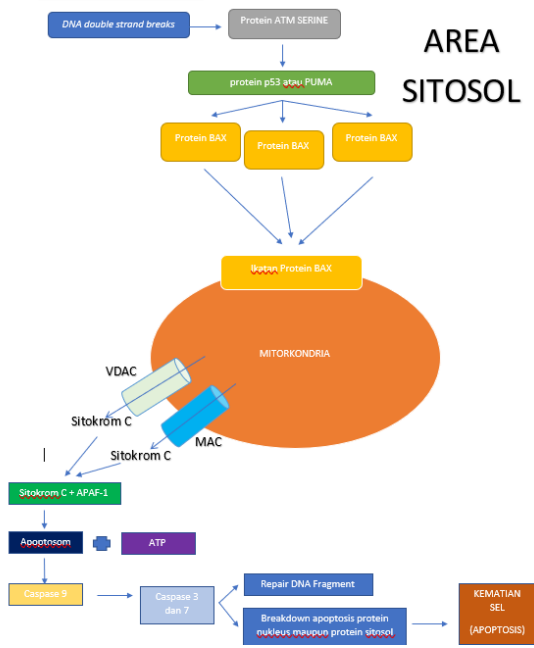 DNA double strand breaks
Protein ATM SERINE
AREA
SITOSOL
protein p53 atau PUMA
Protein BAX
Protein BAX
Protein BAX
Ikatan Protein BAX
MITORKONDRIA
VDAC
Sitokrom C
MAC
Sitokrom C
Sitokrom C + APAF-1
Apoptosom
ATP
Caspase 9
Caspase 3
dan 7
Repair DNA Fragment
Breakdown apoptosis protein
nukleus maupun protein sitosol
KEMATIAN
SEL
(APOPTOSIS)